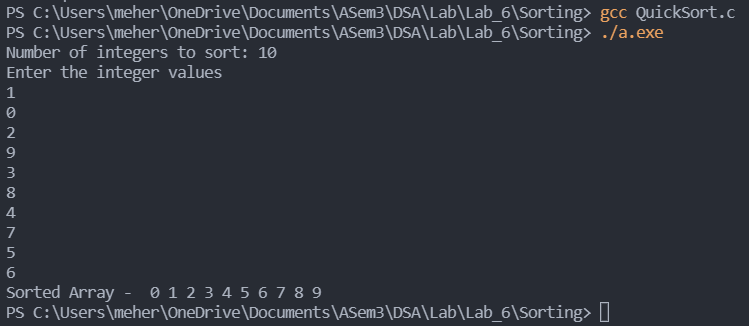 PS C:\Users\meher\OneDrive\Documents\ASem3\DSA\Lab\Lab_6\Sorting> gcc QuickSort.c
PS C:\Users\meher\OneDrive\Documents\ASem3\DSA\Lab\Lab_6\Sorting> ./a.exe
Number of integers to sort: 10
Enter the integer values
1
0
2
9
3
8
4
7
5
6
Sorted Array -  0 1 2 3 4 5 6 7 8 9
PS C:\Users\meher\OneDrive\Documents\ASem3\DSA\Lab\Lab_6\Sorting>